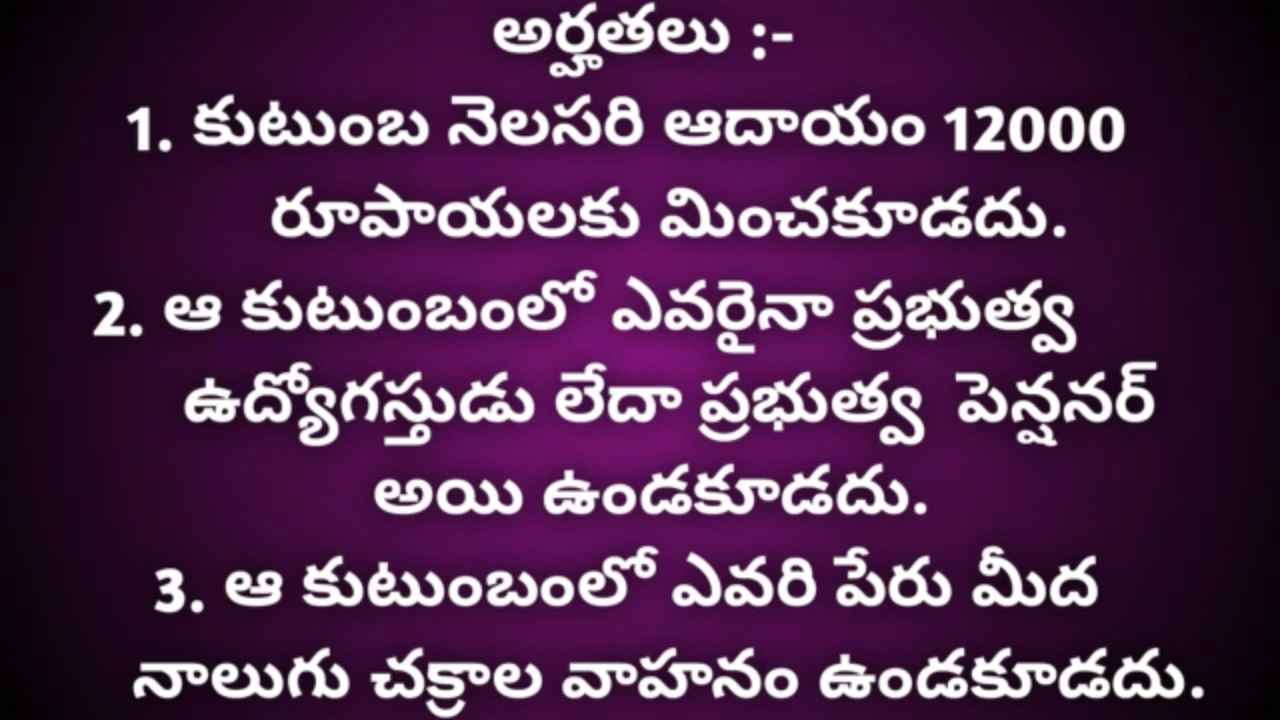 అర్హతలు :-
1. కుటుంబ నెలసరి ఆదాయం 12000
రూపాయలకు మించకూడదు.
2. ఆ కుటుంబంలో ఎవరైనా ప్రభుత్వ
ఉద్యోగస్తుడు లేదా ప్రభుత్వ పెన్షనర్
అయి ఉండకూడదు.
3. ఆ కుటుంబంలో ఎవరి పేరు మీద
నాలుగు చక్రాల వాహనం ఉండకూడదు.